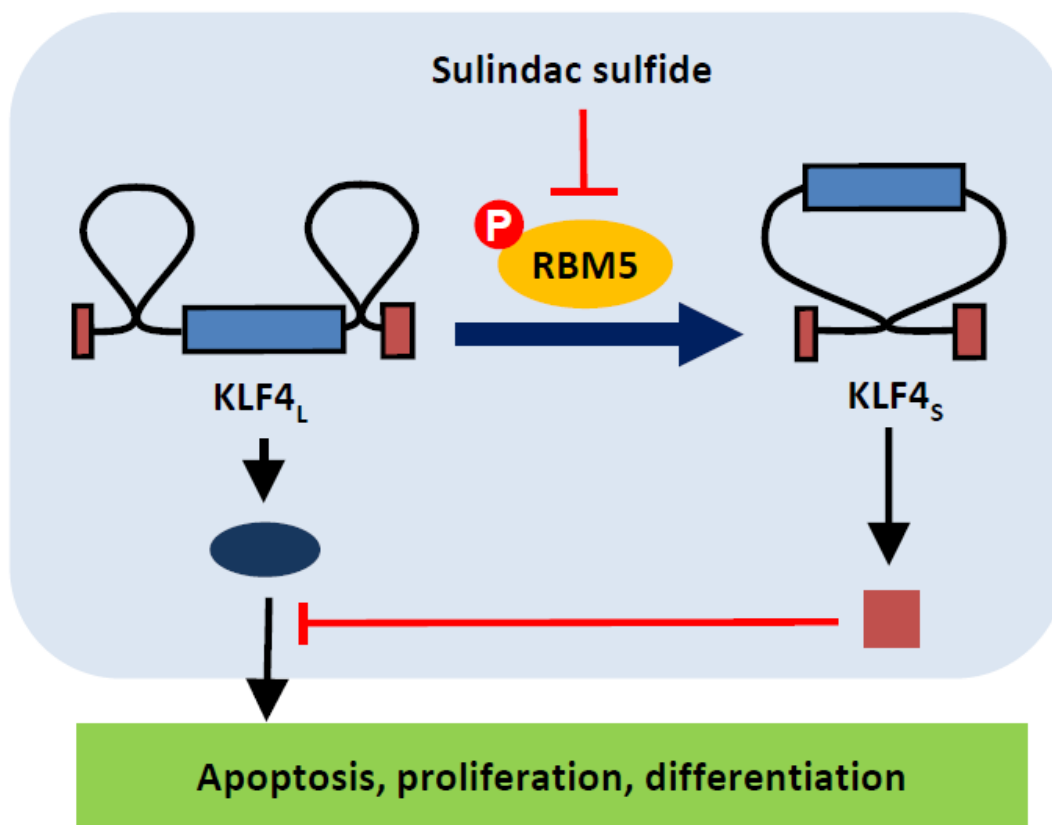 Sulindac sulfide
P
RBM5
KLF4L
KLF4S
Apoptosis, proliferation, differentiation